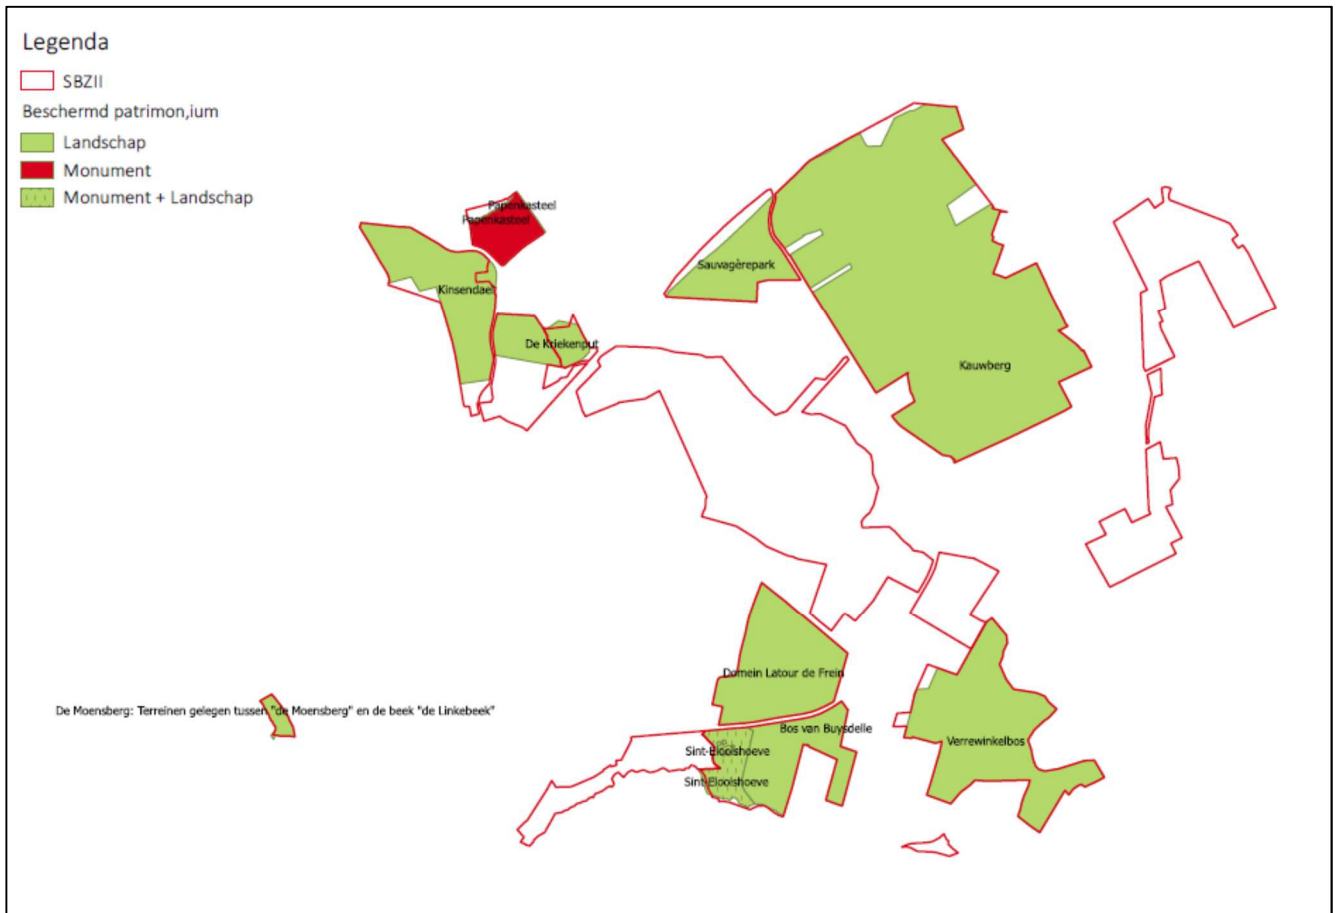 Legenda
SBZII
Beschermd patrimon,ium
Landschap
Monument
Monument + Landschap
Papenkasteel
Papenkasteel
Kinsendael
De Kriekenput
Sauvagèrepark
Kauwberg
Domein Latour de Frein
De Moensberg: Terreinen gelegen tussen "de Moensberg" en de beek "de Linkebeek"
Bos van Buysdelle
Sint-Elooishoeve
Sint-Elooishoeve
Verrewinkelbos